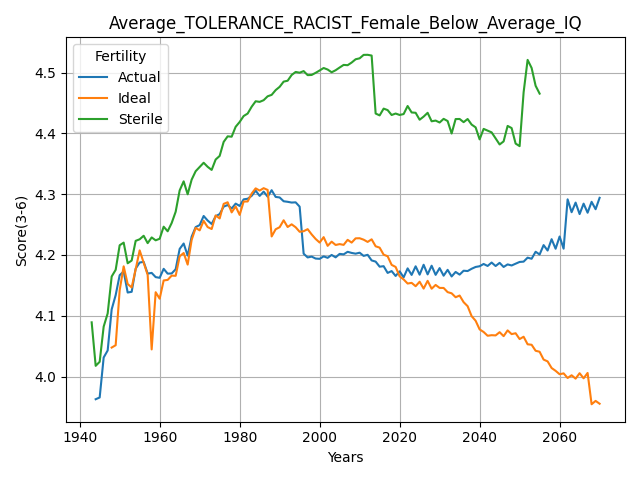 Average_TOLERANCE_RACIST_Female_Below_Average_IQ
Fertility
Actual
Ideal
Sterile
Score(3-6)
4.5
4.4
4.3
4.2
4.1
4.0
1940
1960
1980
2000
2020
2040
2060
Years